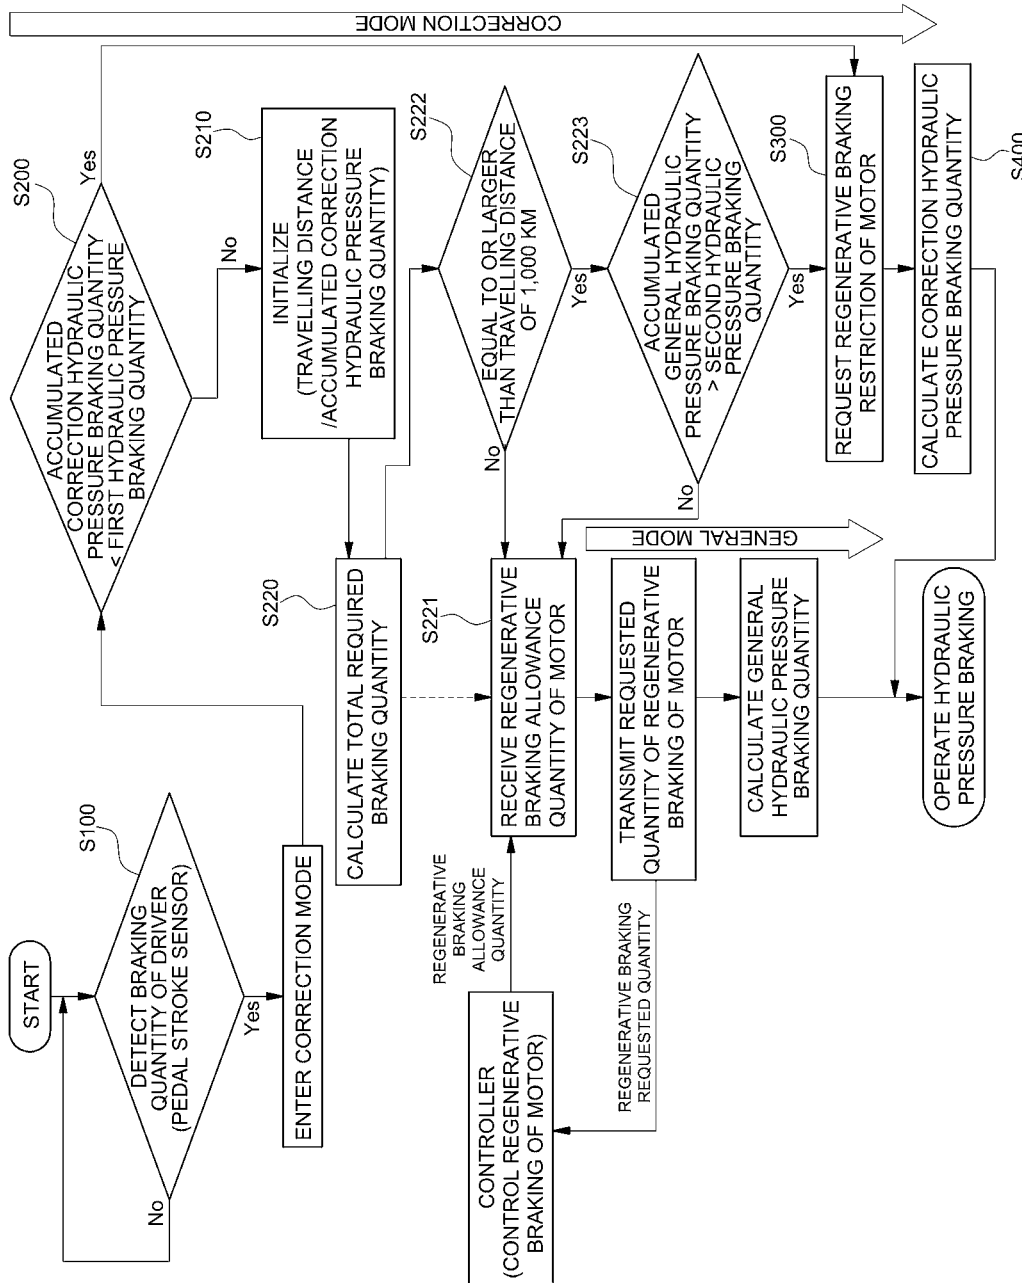 START
DETECT BRAKING
QUANTITY OF DRIVER
(PEDAL STROKE SENSOR)
S100
No
Yes
ENTER CORRECTION MODE
CORRECTION MODE
ACCUMULATED
CORRECTION HYDRAULIC
PRESSURE BRAKING QUANTITY
< FIRST HYDRAULIC PRESSURE
BRAKING QUANTITY
S200
Yes
No
INITIALIZE
(TRAVELLING DISTANCE
/ACCUMULATED CORRECTION
HYDRAULIC PRESSURE
BRAKING QUANTITY)
S210
CALCULATE TOTAL REQUIRED
BRAKING QUANTITY
S220
EQUAL TO OR LARGER
THAN TRAVELLING DISTANCE
OF 1,000 KM
S222
No
Yes
ACCUMULATED
GENERAL HYDRAULIC
PRESSURE BRAKING QUANTITY
> SECOND HYDRAULIC
PRESSURE BRAKING
QUANTITY
S223
No
Yes
REQUEST REGENERATIVE BRAKING
RESTRICTION OF MOTOR
S300
CALCULATE CORRECTION HYDRAULIC
PRESSURE BRAKING QUANTITY
S400
RECEIVE REGENERATIVE
BRAKING ALLOWANCE
QUANTITY OF MOTOR
S221
GENERAL MODE
TRANSMIT REQUESTED
QUANTITY OF REGENERATIVE
BRAKING OF MOTOR
CALCULATE GENERAL
HYDRAULIC PRESSURE
BRAKING QUANTITY
OPERATE HYDRAULIC
PRESSURE BRAKING
REGENERATIVE
BRAKING
ALLOWANCE
QUANTITY
REGENERATIVE BRAKING
REQUESTED QUANTITY
CONTROLLER
(CONTROL REGENERATIVE
BRAKING OF MOTOR)